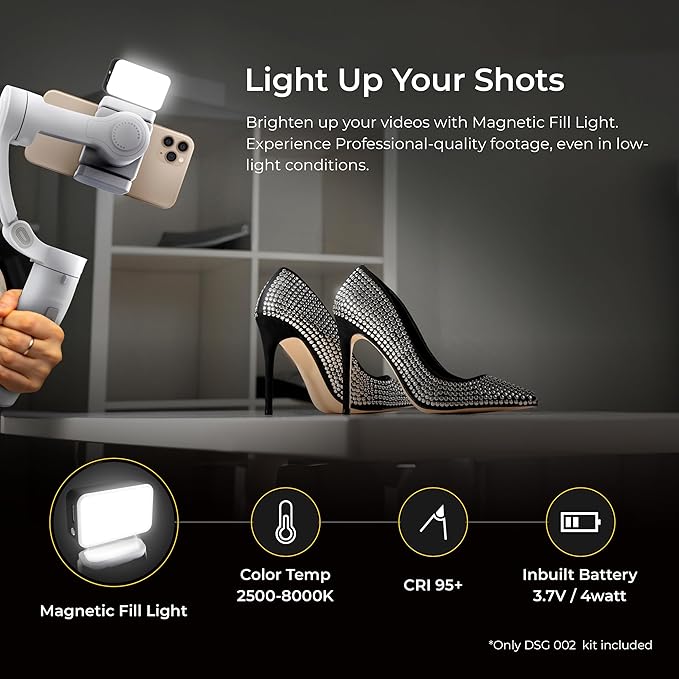 Light Up Your Shots
Brighten up your videos with Magnetic Fill Light.
Experience Professional-quality footage, even in low-
light conditions.
Magnetic Fill Light
Color Temp
2500-8000K
CRI 95+
Inbuilt Battery
3.7V / 4watt
*Only DSG 002 kit included